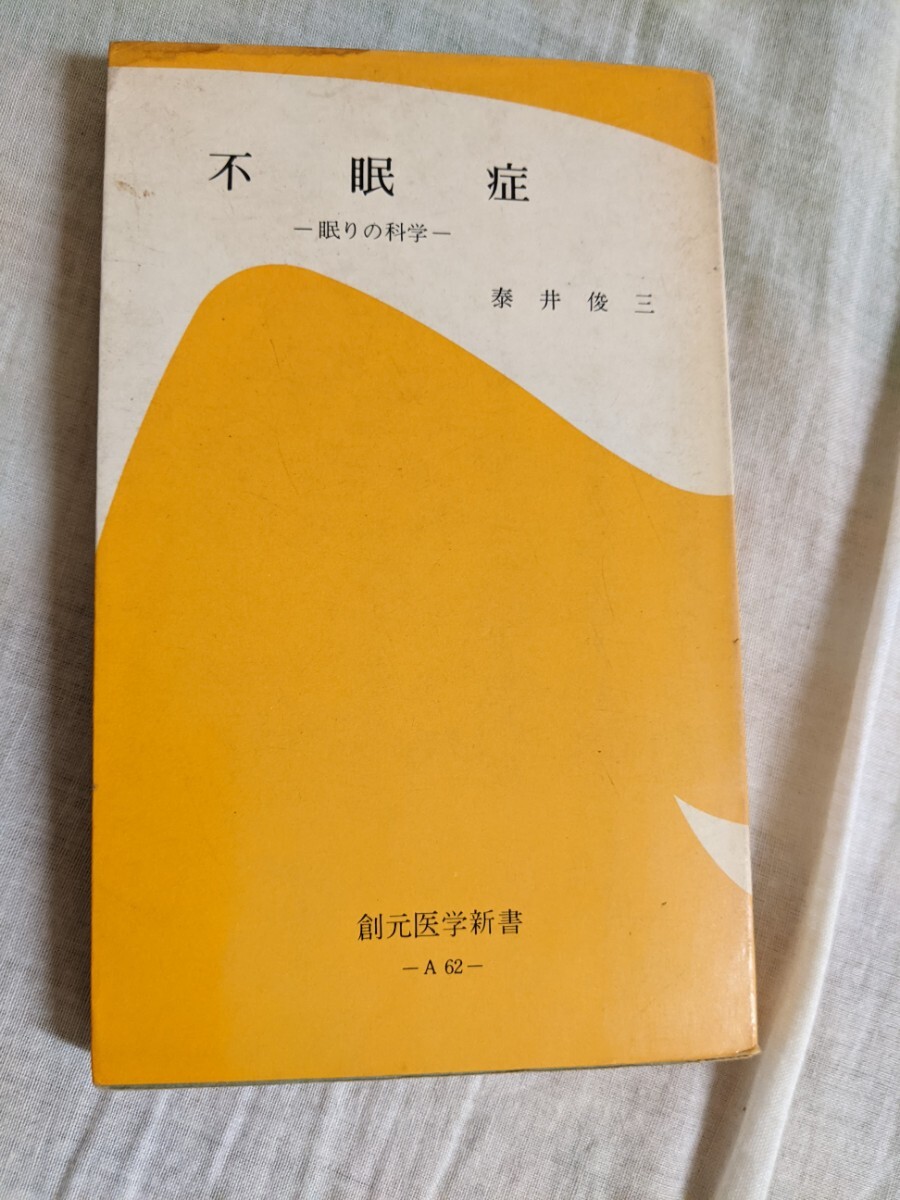 不眠症
―眠りの科学―
泰井俊三
創元医学新書
―A 62―